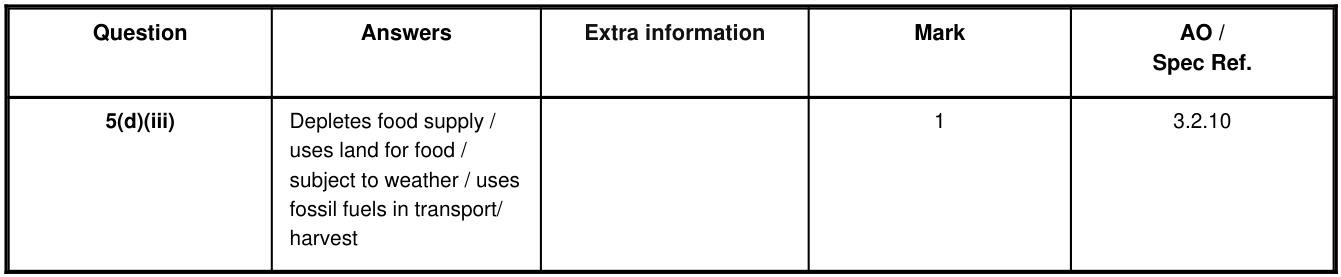 Question Answers Extra information Mark AO /
Spec Ref.
5(d)(iii) Depletes food supply / 1 3.2.10
uses land for food /
subject to weather / uses
fossil fuels in transport/
harvest